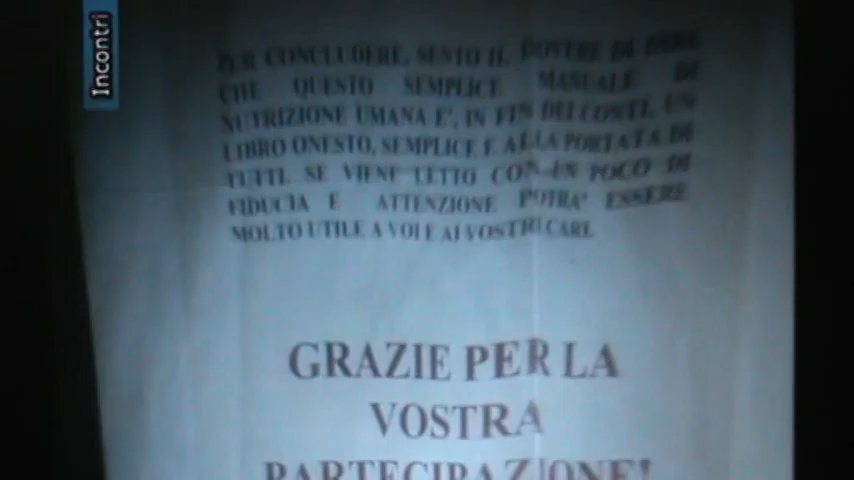 Incontri
PER CONCLUDERE, SENTO IL DOVERE DI DIRE
CHE QUESTO SEMPLICE MANUALE DI
NUTRIZIONE UMANA E', IN FIN DEI CONTI, UN
LIBRO ONESTO, SEMPLICE E ALLA PORTATA DI
TUTTI. SE VIENE LETTO CON UN POCO DI
FIDUCIA E ATTENZIONE POTRA' ESSERE
MOLTO UTILE A VOI E AI VOSTRI CARI.
GRAZIE PER LA
VOSTRA
PARTECIPAZIONE!